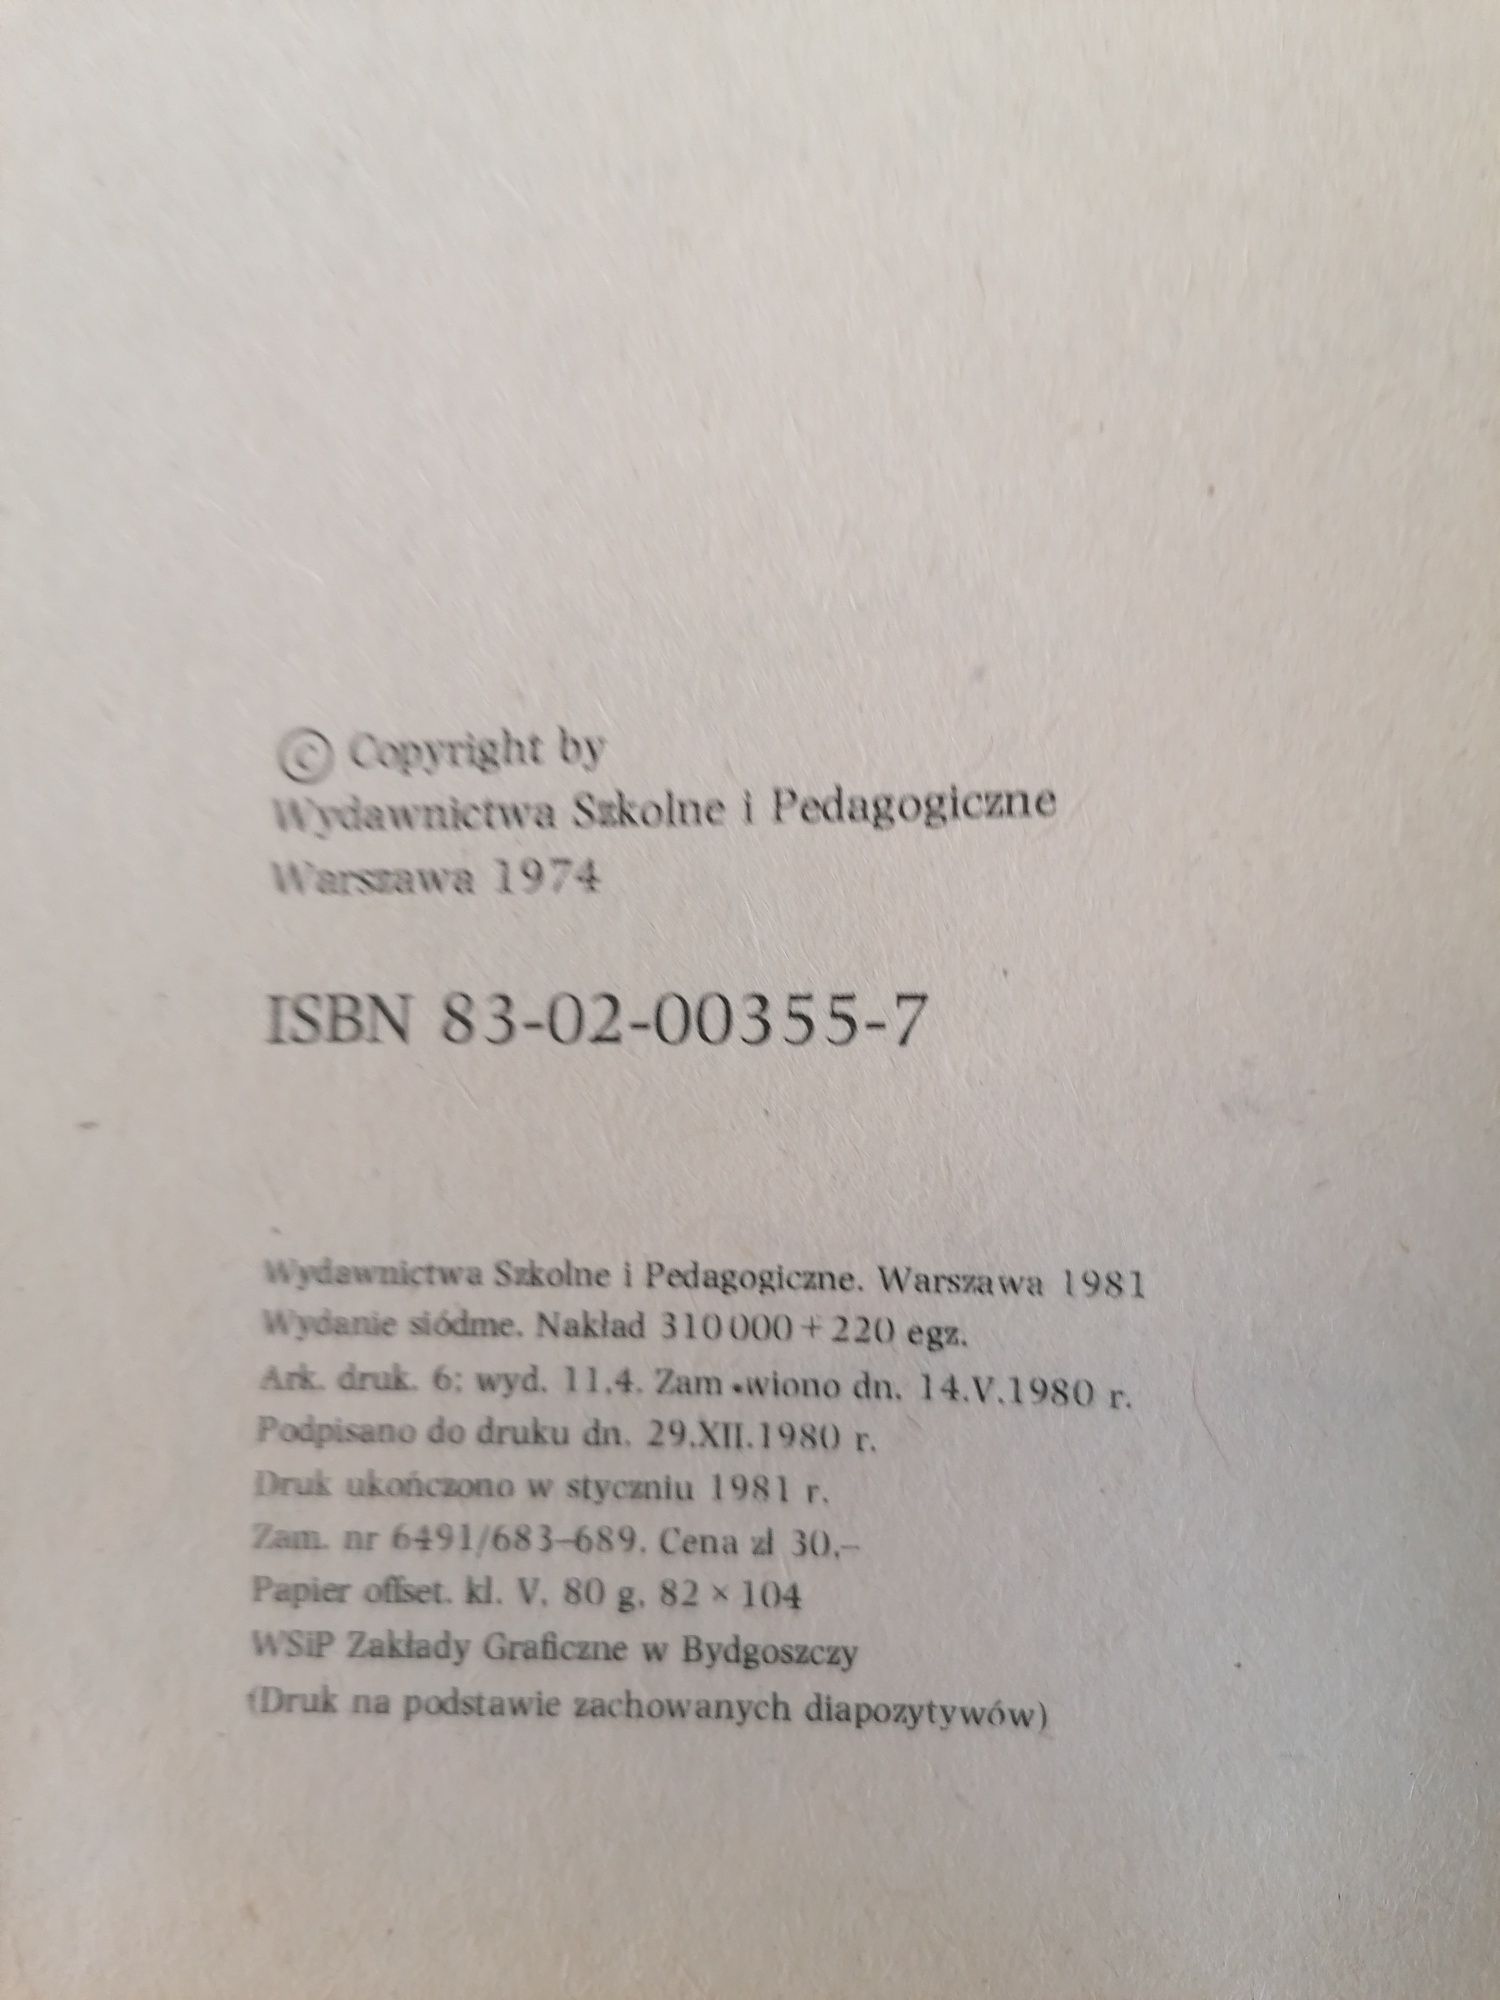 © Copyright by
Wydawnictwa Szkolne i Pedagogiczne
Warszawa 1974
ISBN 83-02-00355-7
Wydawnictwa Szkolne i Pedagogiczne. Warszawa 1981
Wydanie siódme. Nakład 310 000 + 220 egz.
Ark. druk. 6; wyd. 11,4. Zam •wiono dn. 14.V.1980 r.
Podpisano do druku dn. 29.XII.1980 r.
Druk ukończono w styczniu 1981 r.
Zam. nr 6491/683–689. Cena zł 30,–
Papier offset. kl. V, 80 g, 82 × 104
WSiP Zakłady Graficzne w Bydgoszczy
(Druk na podstawie zachowanych diapozytywów)